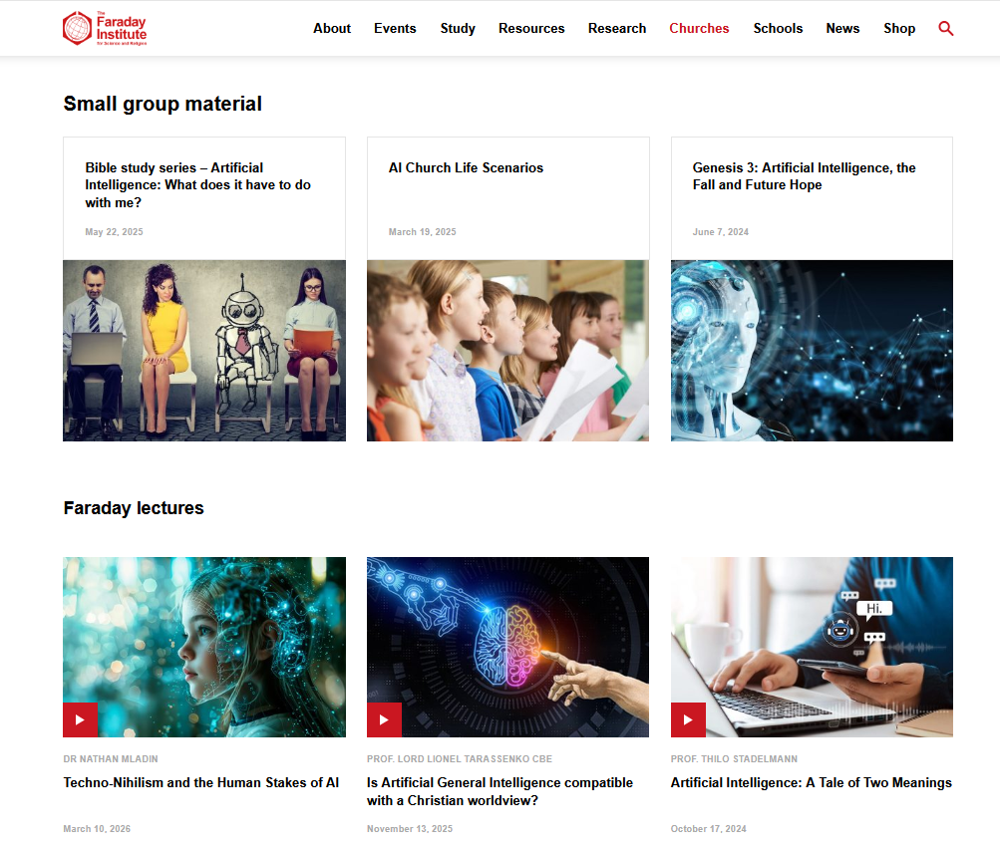 The
Faraday
Institute
for Science and Religion
About Events Study Resources Research Churches Schools News Shop
Small group material
Bible study series – Artificial
Intelligence: What does it have to do
with me?
May 22, 2025
AI Church Life Scenarios
March 19, 2025
Genesis 3: Artificial Intelligence, the
Fall and Future Hope
June 7, 2024
Faraday lectures
Hi.
DR NATHAN MLADIN
Techno-Nihilism and the Human Stakes of AI
March 10, 2026
PROF. LORD LIONEL TARASSENKO CBE
Is Artificial General Intelligence compatible
with a Christian worldview?
November 13, 2025
PROF. THILO STADELMANN
Artificial Intelligence: A Tale of Two Meanings
October 17, 2024